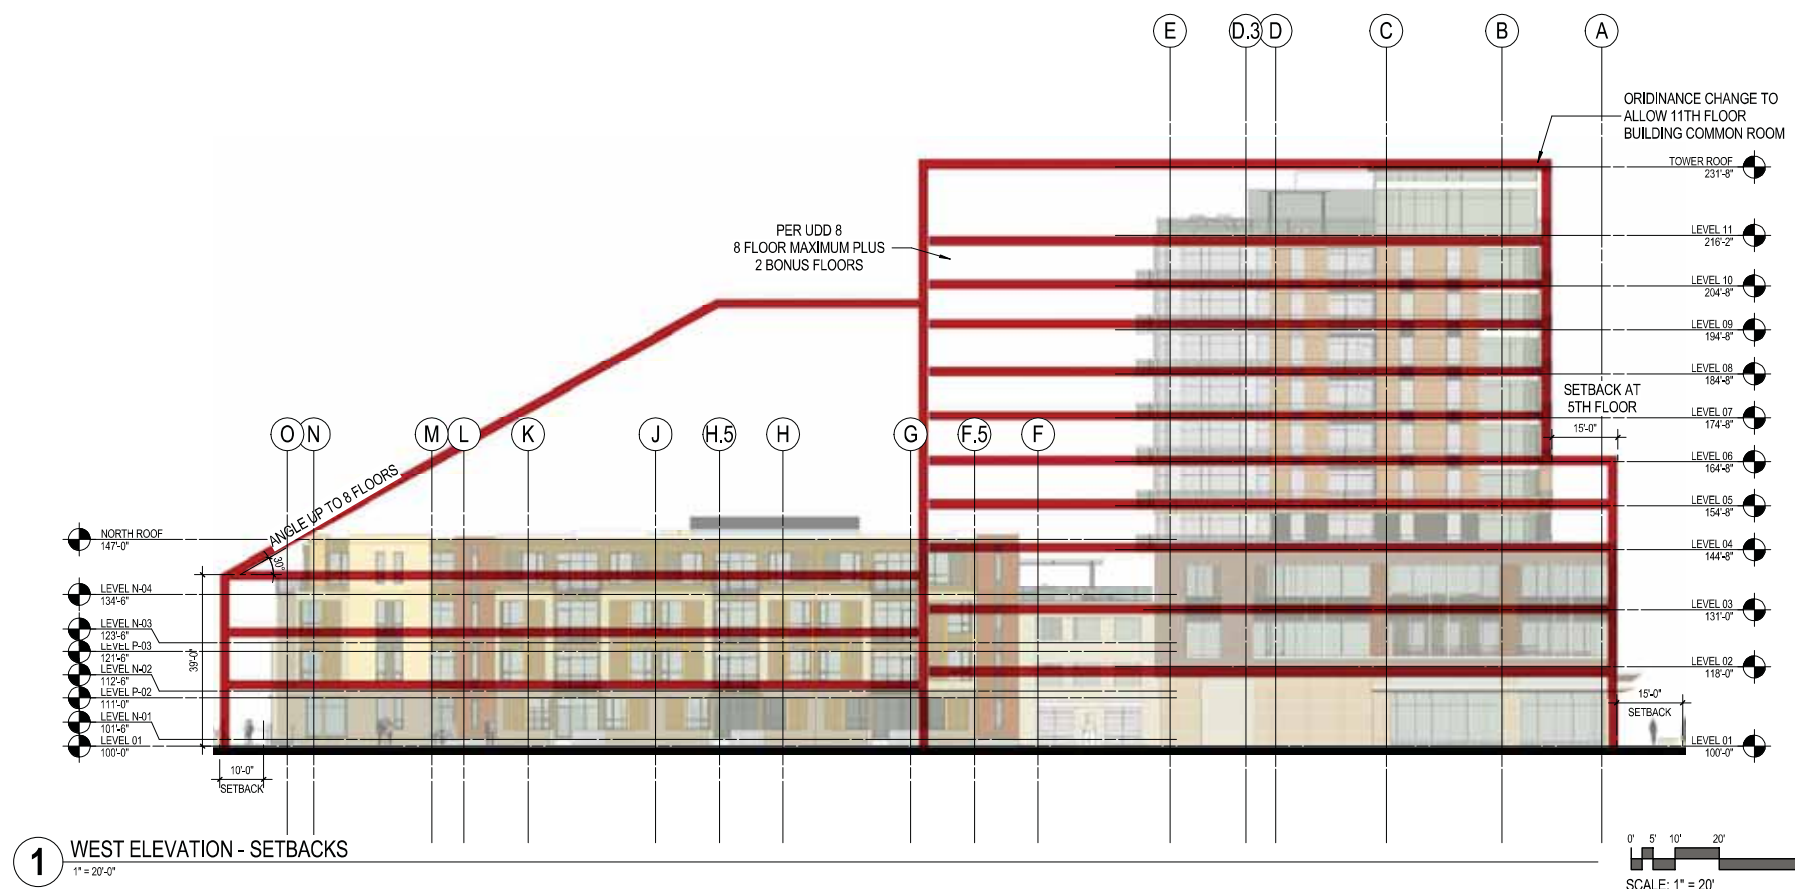 E D.3 D C B A
ORIDINANCE CHANGE TO
ALLOW 11TH FLOOR
BUILDING COMMON ROOM
TOWER ROOF
231'-8"
PER UDD 8
8 FLOOR MAXIMUM PLUS
2 BONUS FLOORS
LEVEL 11
216'-2"
LEVEL 10
204'-8"
LEVEL 09
194'-8"
LEVEL 08
184'-8"
SETBACK AT
5TH FLOOR
15'-0"
LEVEL 07
174'-8"
LEVEL 06
164'-8"
LEVEL 05
154'-8"
LEVEL 04
144'-8"
LEVEL 03
131'-0"
LEVEL 02
118'-0"
15'-0"
SETBACK
LEVEL 01
100'-0"
O N M L K J H.5 H G F.5 F
ANGLE UP TO 8 FLOORS
30°
NORTH ROOF
147'-0"
LEVEL N-04
134'-6"
LEVEL N-03
123'-6"
LEVEL P-03
121'-6"
LEVEL N-02
112'-6"
LEVEL P-02
111'-0"
LEVEL N-01
101'-6"
LEVEL 01
100'-0"
39'-0"
10'-0"
SETBACK
1 WEST ELEVATION - SETBACKS
1" = 20'-0"
0' 5' 10' 20'
SCALE: 1" = 20'